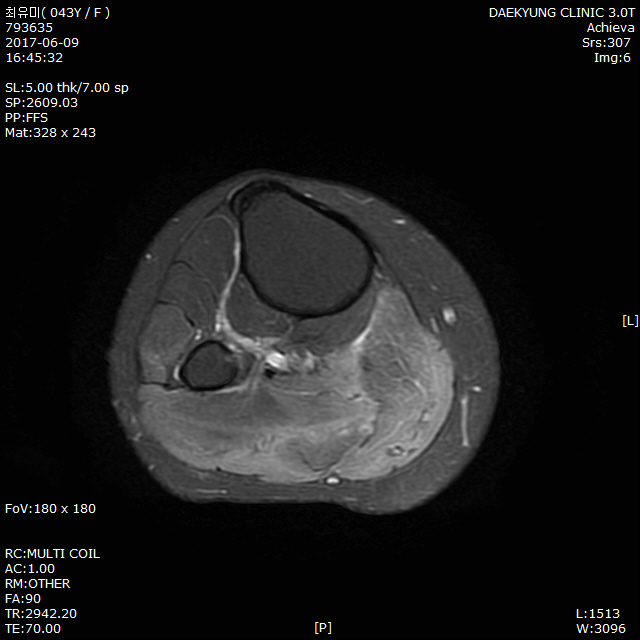 최유미( 043Y / F )
793635
2017-06-09
16:45:32
SL:5.00 thk/7.00 sp
SP:2609.03
PP:FFS
Mat:328 x 243
DAEKYUNG CLINIC 3.0T
Achieva
Srs:307
Img:6
[L]
FoV:180 x 180
RC:MULTI COIL
AC:1.00
RM:OTHER
FA:90
TR:2942.20
TE:70.00
[P]
L:1513
W:3096